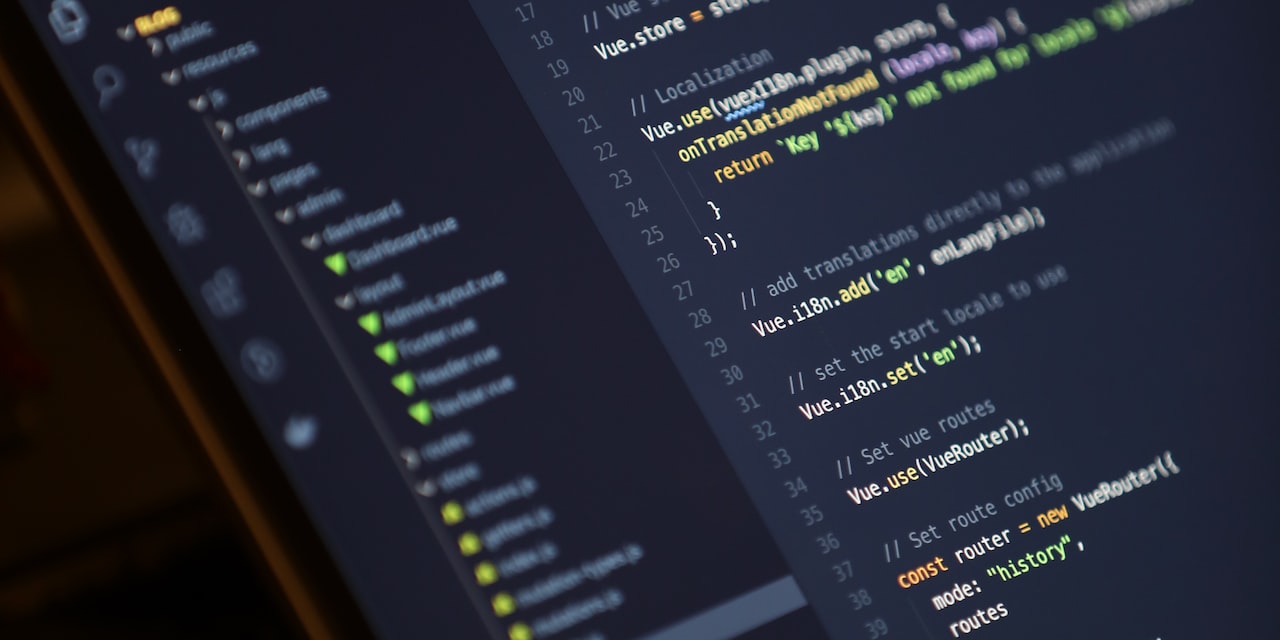 BLOG
public
resources
js
components
lang
pages
admin
dashboard
Dashboard.vue
layout
AdminLayout.vue
Footer.vue
Header.vue
Navbar.vue
routes
store
actions.js
getters.js
index.js
mutation-types.js
mutations.js
17 // Vue s
18 Vue.store = store
19
20 // Localization
21 Vue.use(vuexI18n.plugin, store, {
22 onTranslationNotFound (locale, key) {
23 return `Key '${key}' not found for locale '${locale
24 }
25 });
26
27 // add translations directly to the application
28 Vue.i18n.add('en', enLangFile);
29
30 // set the start locale to use
31 Vue.i18n.set('en');
32
33 // Set vue routes
34 Vue.use(VueRouter);
35
36 // Set route config
37 const router = new VueRouter({
38 mode: "history",
39 routes